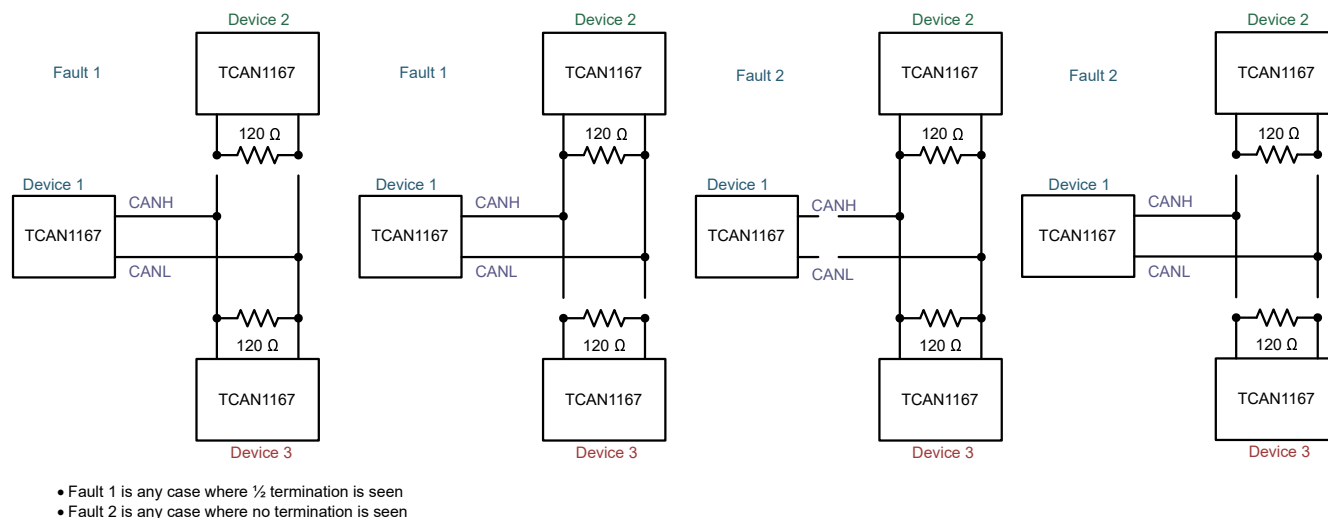 Device 2
Device 2
Device 2
Device 2
Fault 1
TCAN1167
Fault 1
TCAN1167
Fault 2
TCAN1167
Fault 2
TCAN1167
120 Ω
120 Ω
120 Ω
120 Ω
Device 1
Device 1
Device 1
Device 1
CANH
CANH
CANH
CANH
TCAN1167
TCAN1167
TCAN1167
TCAN1167
CANL
CANL
CANL
CANL
120 Ω
120 Ω
120 Ω
120 Ω
TCAN1167
TCAN1167
TCAN1167
TCAN1167
Device 3
Device 3
Device 3
Device 3
• Fault 1 is any case where ½ termination is seen
• Fault 2 is any case where no termination is seen